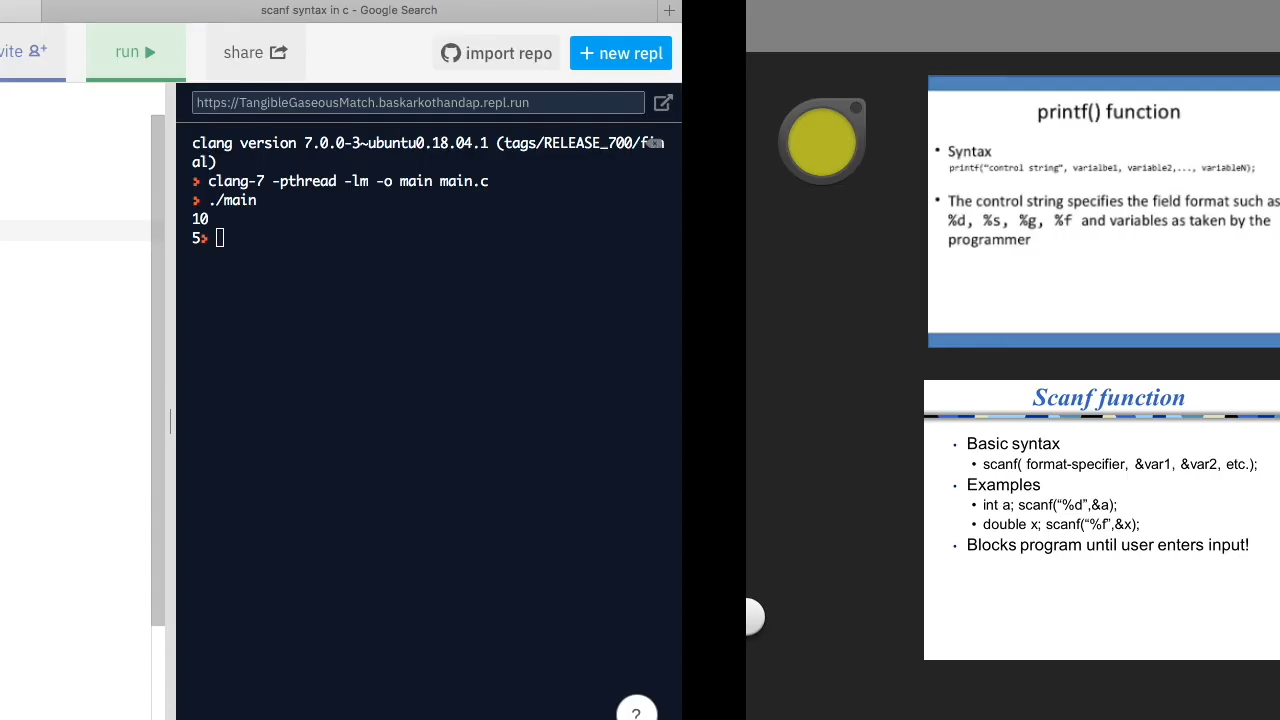 scanf syntax in c - Google Search
vite
run
share
import repo
+ new repl
https://TangibleGaseousMatch.baskarkothandap.repl.run
clang version 7.0.0-3~ubuntu0.18.04.1 (tags/RELEASE_700/fin
al)
> clang-7 -pthread -lm -o main main.c
> ./main
10
5>
?
printf() function
• Syntax
printf("control string", varialbe1, variable2,..., variableN);
• The control string specifies the field format such as
%d, %s, %g, %f and variables as taken by the
programmer
Scanf function
• Basic syntax
• scanf( format-specifier, &var1, &var2, etc.);
• Examples
• int a; scanf(“%d”,&a);
• double x; scanf(“%f”,&x);
• Blocks program until user enters input!